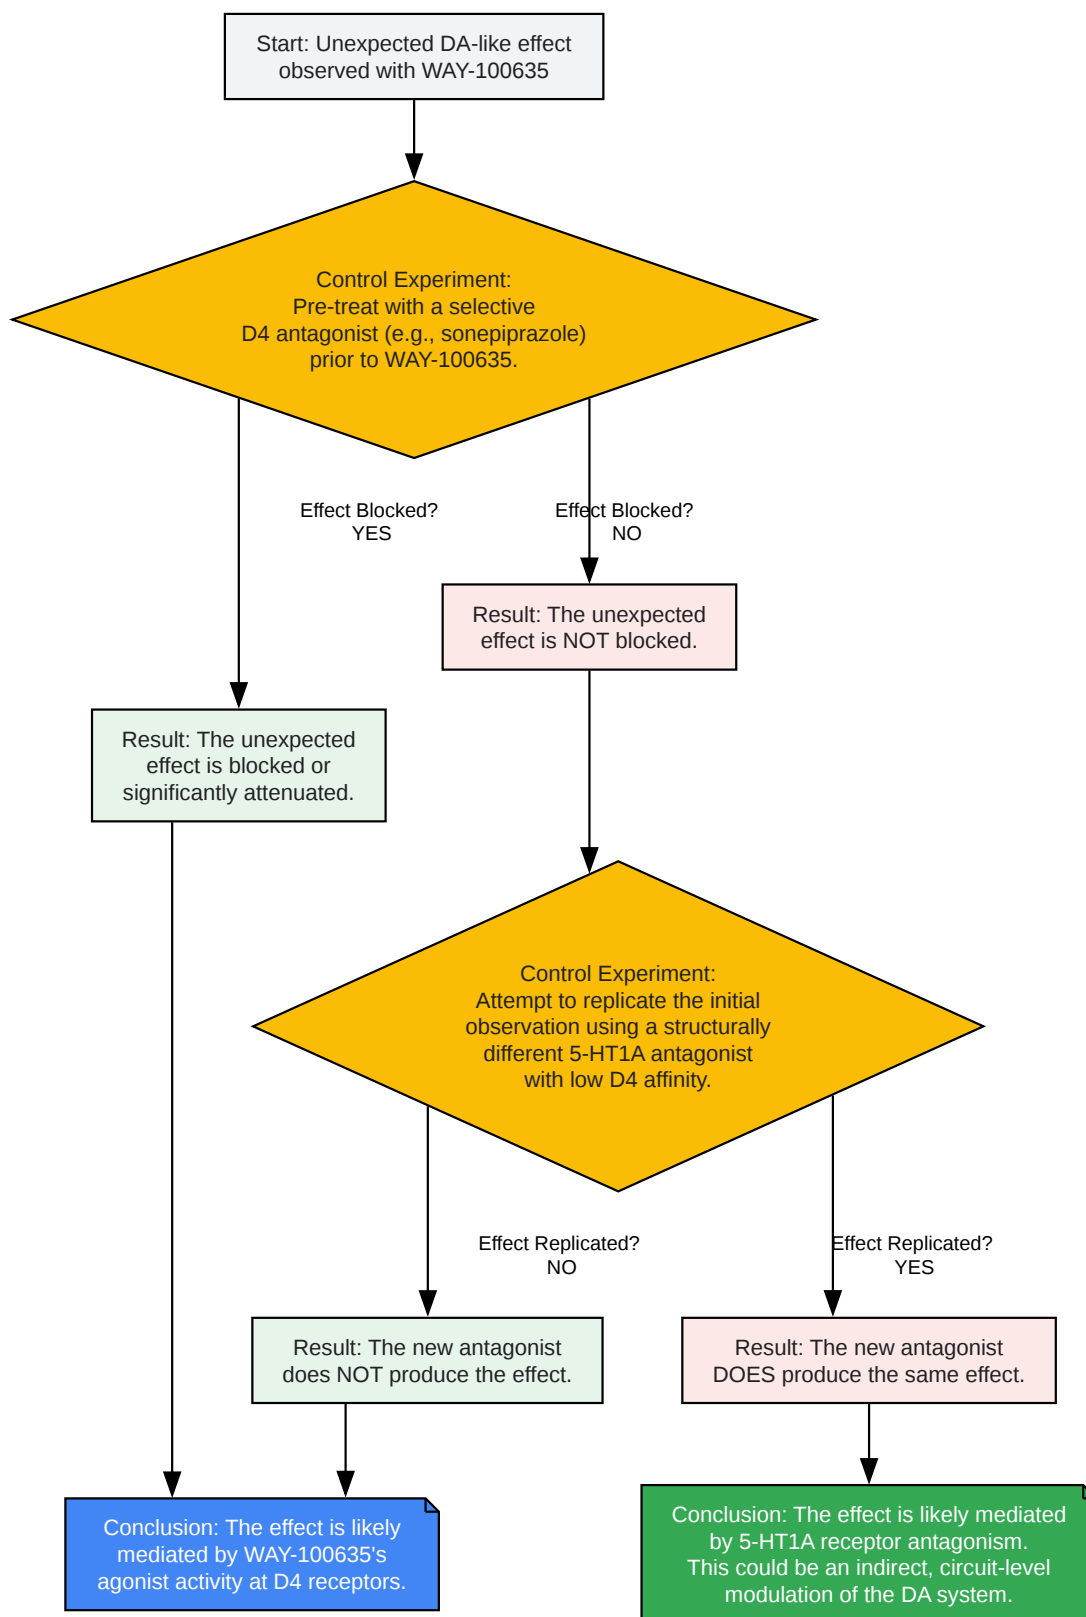 Start: Unexpected DA-like effect
observed with WAY-100635
Control Experiment:
Pre-treat with a selective
D4 antagonist (e.g., sonepiprazole)
prior to WAY-100635.
Effect Blocked?
YES
Effect Blocked?
NO
Result: The unexpected
effect is NOT blocked.
Result: The unexpected
effect is blocked or
significantly attenuated.
Control Experiment:
Attempt to replicate the initial
observation using a structurally
different 5-HT1A antagonist
with low D4 affinity.
Effect Replicated?
NO
Effect Replicated?
YES
Result: The new antagonist
does NOT produce the effect.
Result: The new antagonist
DOES produce the same effect.
Conclusion: The effect is likely
mediated by WAY-100635's
agonist activity at D4 receptors.
Conclusion: The effect is likely mediated
by 5-HT1A receptor antagonism.
This could be an indirect, circuit-level
modulation of the DA system.